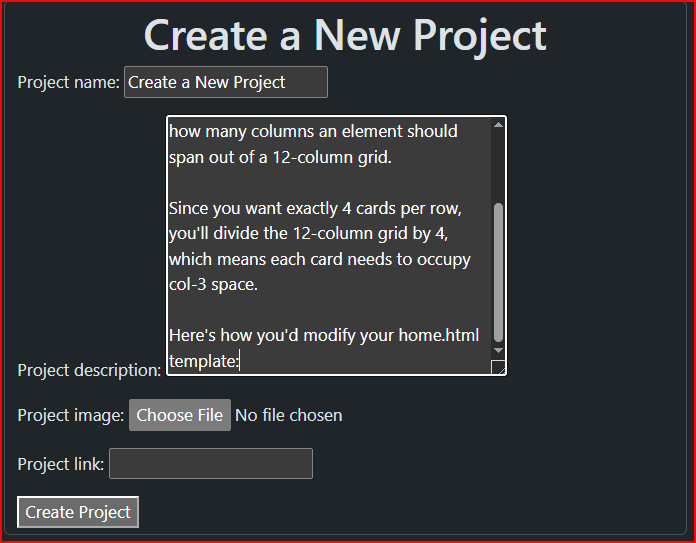 Create a New Project
Project name: Create a New Project
how many columns an element should
span out of a 12-column grid.
Since you want exactly 4 cards per row,
you'll divide the 12-column grid by 4,
which means each card needs to occupy
col-3 space.
Here's how you'd modify your home.html
template:
Project description:
Project image: Choose File No file chosen
Project link:
Create Project